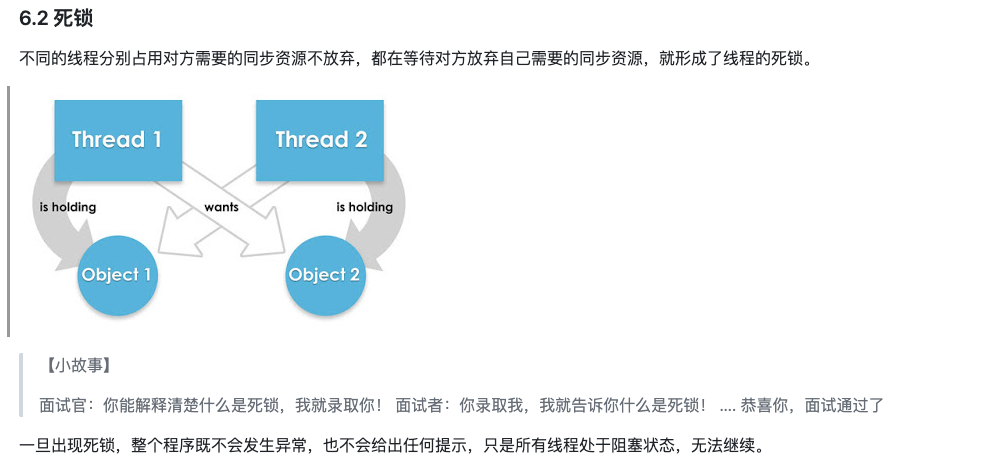 6.2 死锁
不同的线程分别占用对方需要的同步资源不放弃，都在等待对方放弃自己需要的同步资源，就形成了线程的死锁。
Thread 1
Thread 2
is holding
wants
is holding
Object 1
Object 2
【小故事】
面试官：你能解释清楚什么是死锁，我就录取你！ 面试者：你录取我，我就告诉你什么是死锁！ .... 恭喜你，面试通过了
一旦出现死锁，整个程序既不会发生异常，也不会给出任何提示，只是所有线程处于阻塞状态，无法继续。